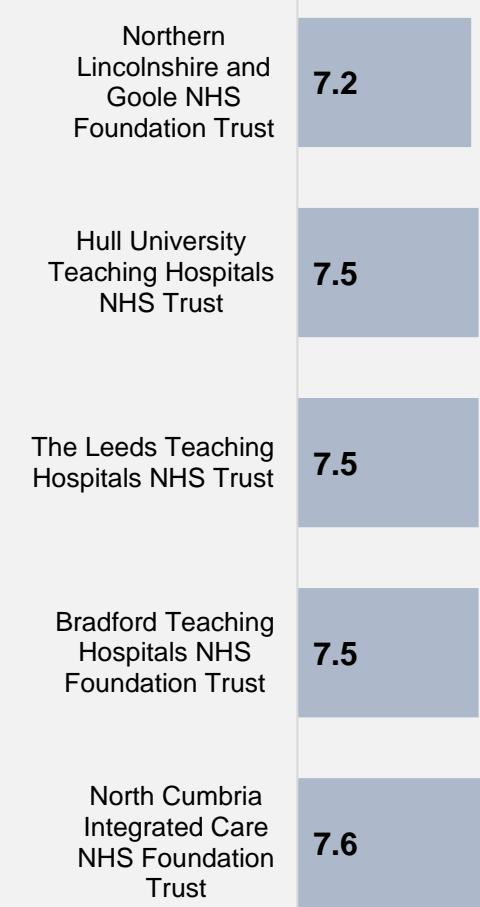 Northern
Lincolnshire and
Goole NHS
Foundation Trust
7.2
Hull University
Teaching Hospitals
NHS Trust
7.5
The Leeds Teaching
Hospitals NHS Trust
7.5
Bradford Teaching
Hospitals NHS
Foundation Trust
7.5
North Cumbria
Integrated Care
NHS Foundation
Trust
7.6